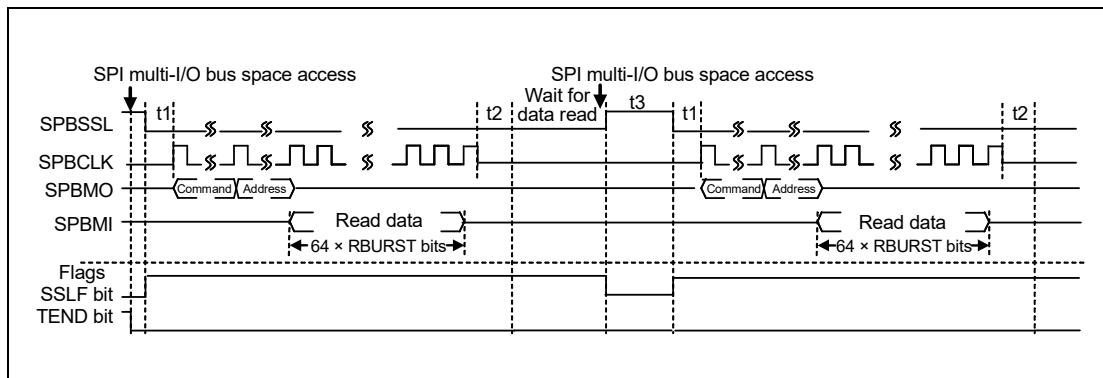 SPI multi-I/O bus space access
SPI multi-I/O bus space access
Wait for
data read
t1
t2
t3
t1
t2
SPBSSL
SPBCLK
SPBMO
Command
Address
Command
Address
SPBMI
Read data
Read data
64 × RBURST bits
64 × RBURST bits
Flags
SSLF bit
TEND bit